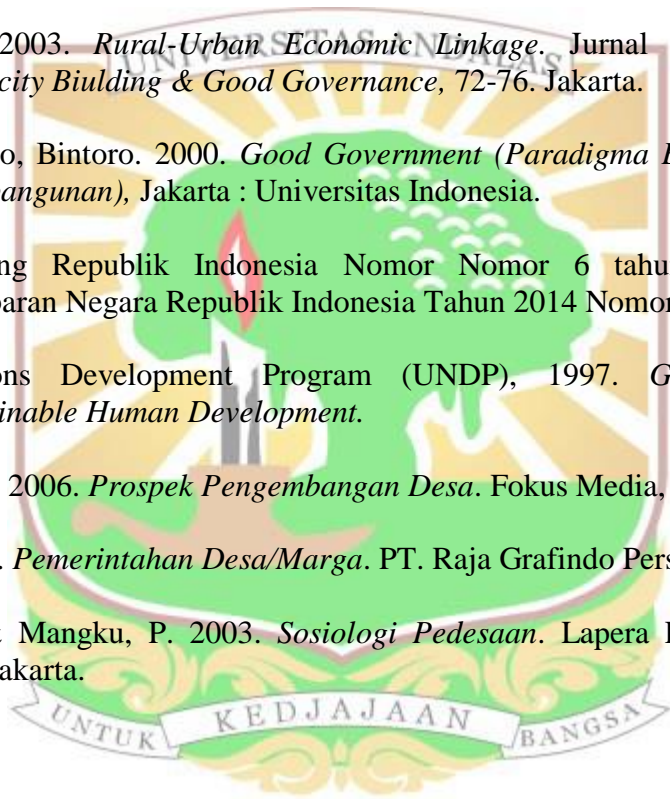 UNIVERSITAS ANDALAS
2003. Rural-Urban Economic Linkage. Jurnal
city Biulding & Good Governance, 72-76. Jakarta.
o, Bintoro. 2000. Good Government (Paradigma
bangunan), Jakarta : Universitas Indonesia.
ng Republik Indonesia Nomor Nomor 6 tahu
baran Negara Republik Indonesia Tahun 2014 Nomor
ons Development Program (UNDP), 1997. G
inable Human Development.
2006. Prospek Pengembangan Desa. Fokus Media,
. Pemerintahan Desa/Marga. PT. Raja Grafindo Pers
Mangku, P. 2003. Sosiologi Pedesaan. Lapera
akarta.
UNTUK KEDJAJAAN BANGSA